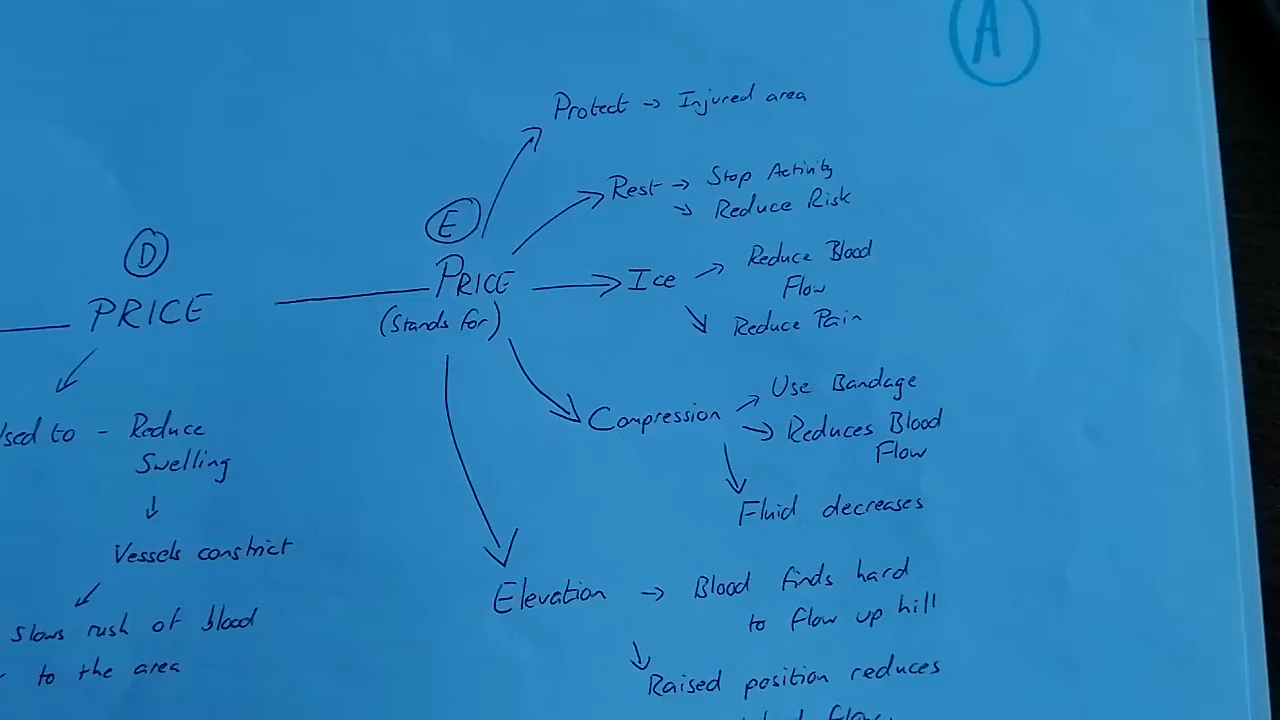 A
Protect → Injured area
Rest → Stop Activity
→ Reduce Risk
E
PRICE
(Stands for)
Ice → Reduce Blood
Flow
Reduce Pain
D
PRICE
Compression → Use Bandage
→ Reduces Blood
Flow
Fluid decreases
Used to - Reduce
Swelling
↓
Vessels constrict
Slows rush of blood
to the area
Elevation → Blood finds hard
to flow up hill
Raised position reduces
flow